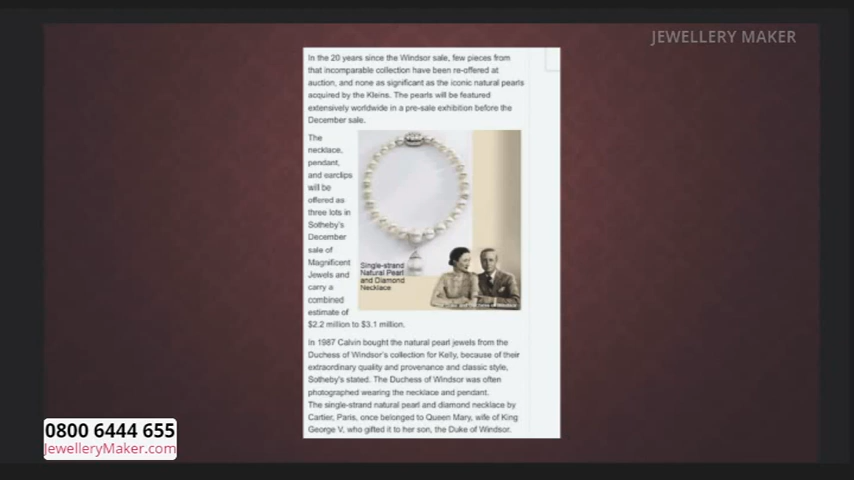 JEWELLERY MAKER
In the 20 years since the Windsor sale, few pieces from
that incomparable collection have been re-offered at
auction, and none as significant as the iconic natural pearls
acquired by the Kleins. The pearls will be featured
extensively worldwide in a pre-sale exhibition before the
December sale.
The
necklace,
pendant,
and earclips
will be
offered as
three lots in
Sotheby's
December
sale of
Magnificent
Jewels and
carry a
combined
estimate of
$2.2 million to $3.1 million.
Single-strand
Natural Pearl
and Diamond
Necklace
In 1987 Calvin bought the natural pearl jewels from the
Duchess of Windsor's collection for Kelly, because of their
extraordinary quality and provenance and classic style,
Sotheby's stated. The Duchess of Windsor was often
photographed wearing the necklace and pendant.
The single-strand natural pearl and diamond necklace by
Cartier, Paris, once belonged to Queen Mary, wife of King
George V, who gifted it to her son, the Duke of Windsor.
0800 6444 655
JewelleryMaker.com